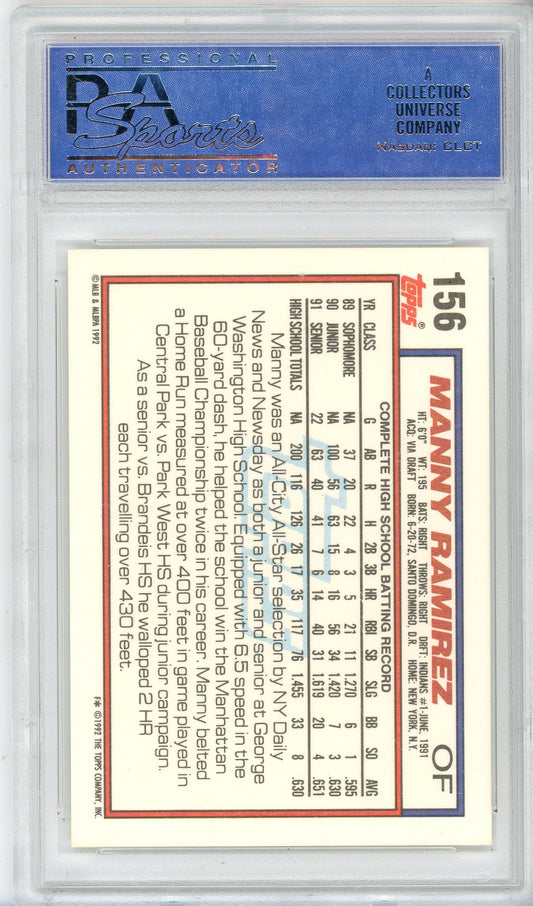 PROFESSIONAL
PSA
Sports
AUTHENTICATOR
A
COLLECTORS
UNIVERSE
COMPANY
NASDAQ: CLCT
156
Topps®
MANNY RAMIREZ OF
HT: 6'0" WT: 195 BATS: RIGHT THROWS: RIGHT DRFT: INDIANS #1-JUNE, 1991
ACQ: VIA DRAFT BORN: 6-20-72, SANTO DOMINGO, D.R. HOME: NEW YORK, N.Y.
COMPLETE HIGH SCHOOL BATTING RECORD
YR CLASS G AB R H 2B 3B HR RBI SB SLG BB SO AVG
89 SOPHOMORE NA 37 20 22 4 3 5 21 11 1.270 6 1 .595
90 JUNIOR NA 100 56 63 15 8 16 56 34 1.420 7 3 .630
91 SENIOR 22 63 40 41 7 6 14 40 31 1.619 20 4 .651
HIGH SCHOOL TOTALS NA 200 116 126 26 17 35 117 76 1.455 33 8 .630
Manny was an All-City All-Star selection by NY Daily
News and Newsday as both a junior and senior at George
Washington High School. Equipped with 6.5 speed in the
60-yard dash, he helped the school win the Manhattan
Baseball Championship twice in his career. Manny belted
a Home Run measured at over 400 feet in game played in
Central Park vs. Park West HS during junior campaign.
As a senior vs. Brandeis HS he walloped 2 HR
each travelling over 430 feet.
© MLB & MLBPA 1992
F* © 1992 THE TOPPS COMPANY, INC.